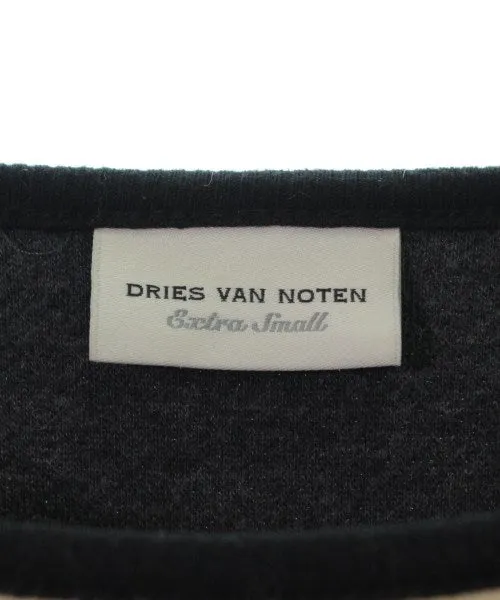 DRIES VAN NOTEN
Extra Small